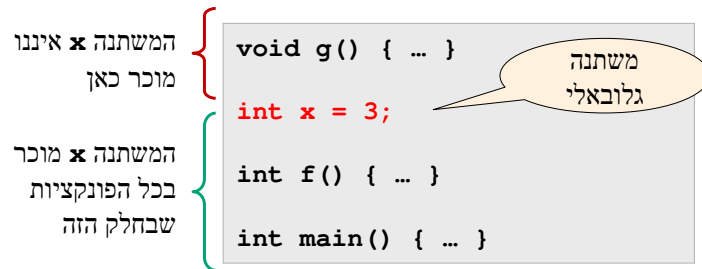 המשתנה x איננו
מוכר כאן
void g() { … }
משתנה
גלובאלי
int x = 3;
המשתנה x מוכר
בכל הפונקציות
שבחלק הזה
int f() { … }
int main() { … }